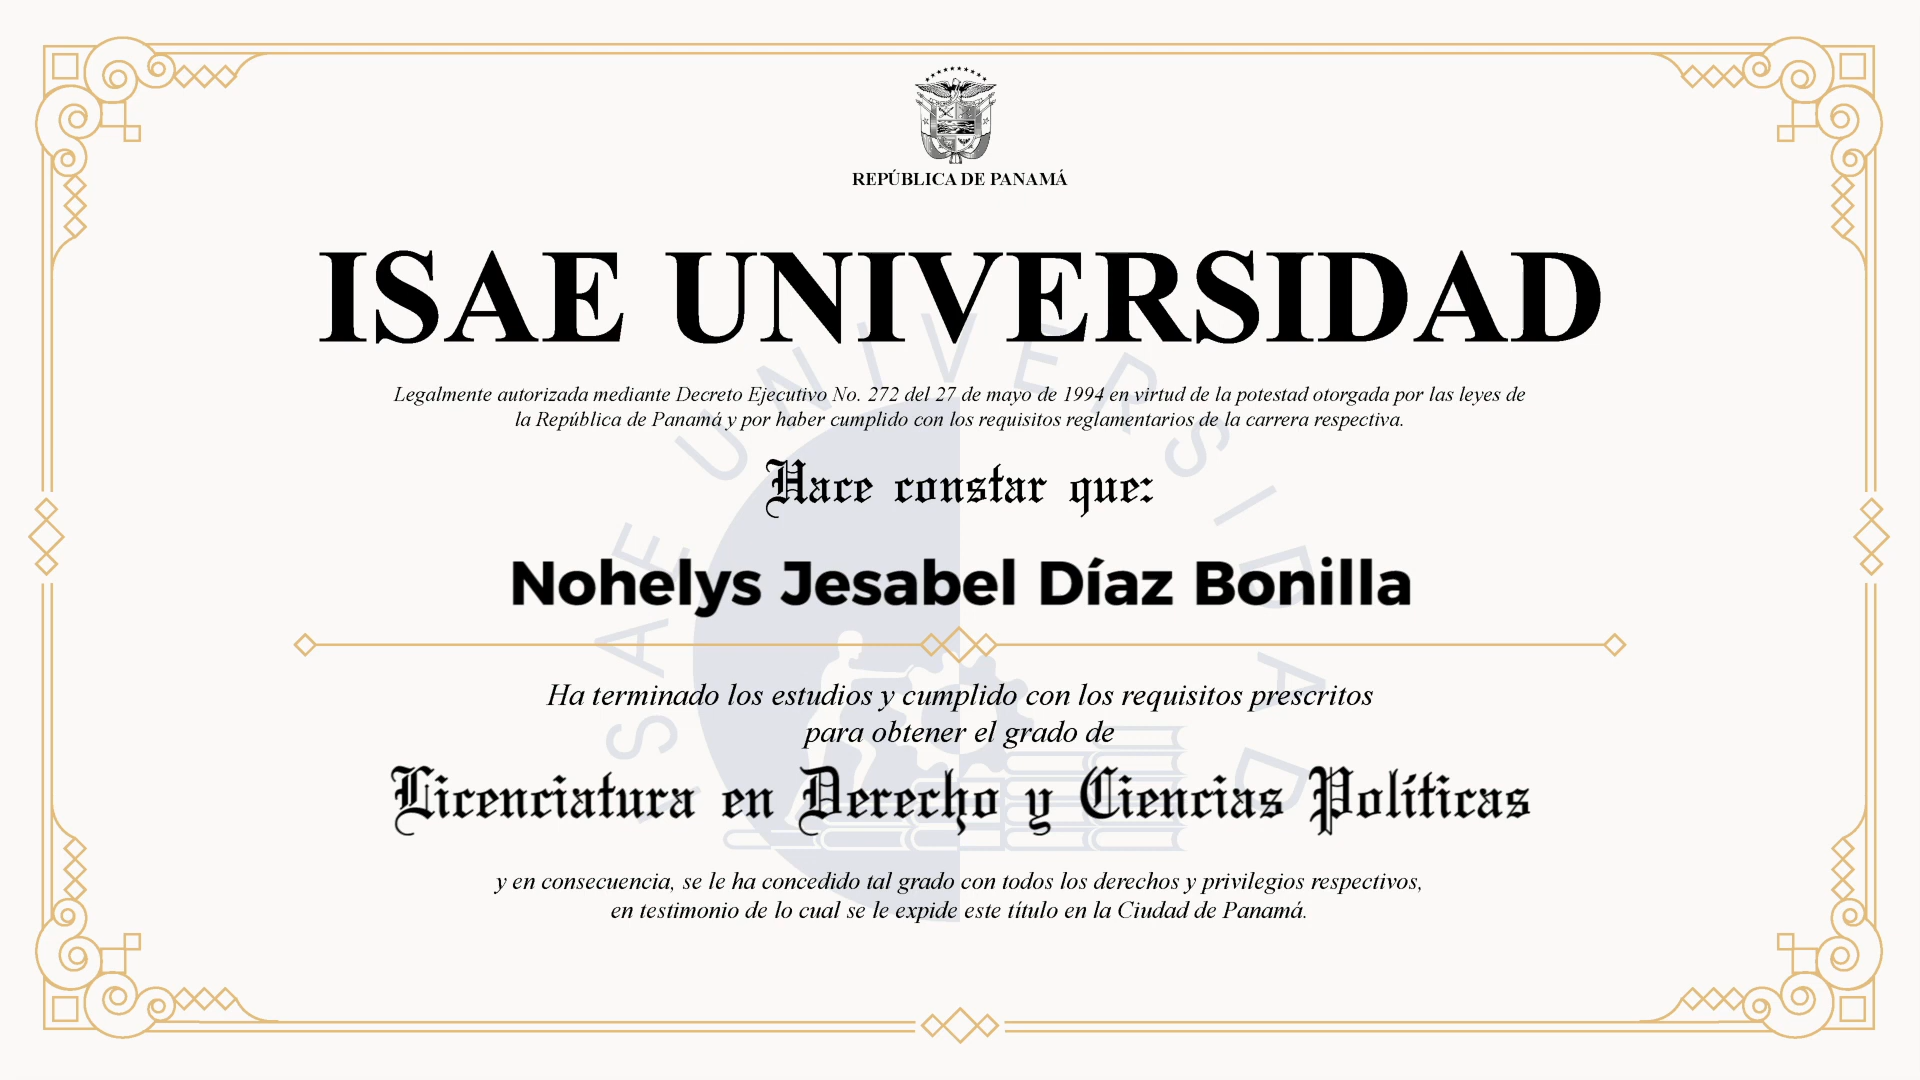 REPÚBLICA DE PANAMÁ
ISAE UNIVERSIDAD
Legalmente autorizada mediante Decreto Ejecutivo No. 272 del 27 de mayo de 1994 en virtud de la potestad otorgada por las leyes de
la República de Panamá y por haber cumplido con los requisitos reglamentarios de la carrera respectiva.
Hace constar que:
Nohelys Jesabel Díaz Bonilla
Ha terminado los estudios y cumplido con los requisitos prescritos
para obtener el grado de
Licenciatura en Derecho y Ciencias Políticas
y en consecuencia, se le ha concedido tal grado con todos los derechos y privilegios respectivos,
en testimonio de lo cual se le expide este título en la Ciudad de Panamá.
ISAE UNIVERSIDAD